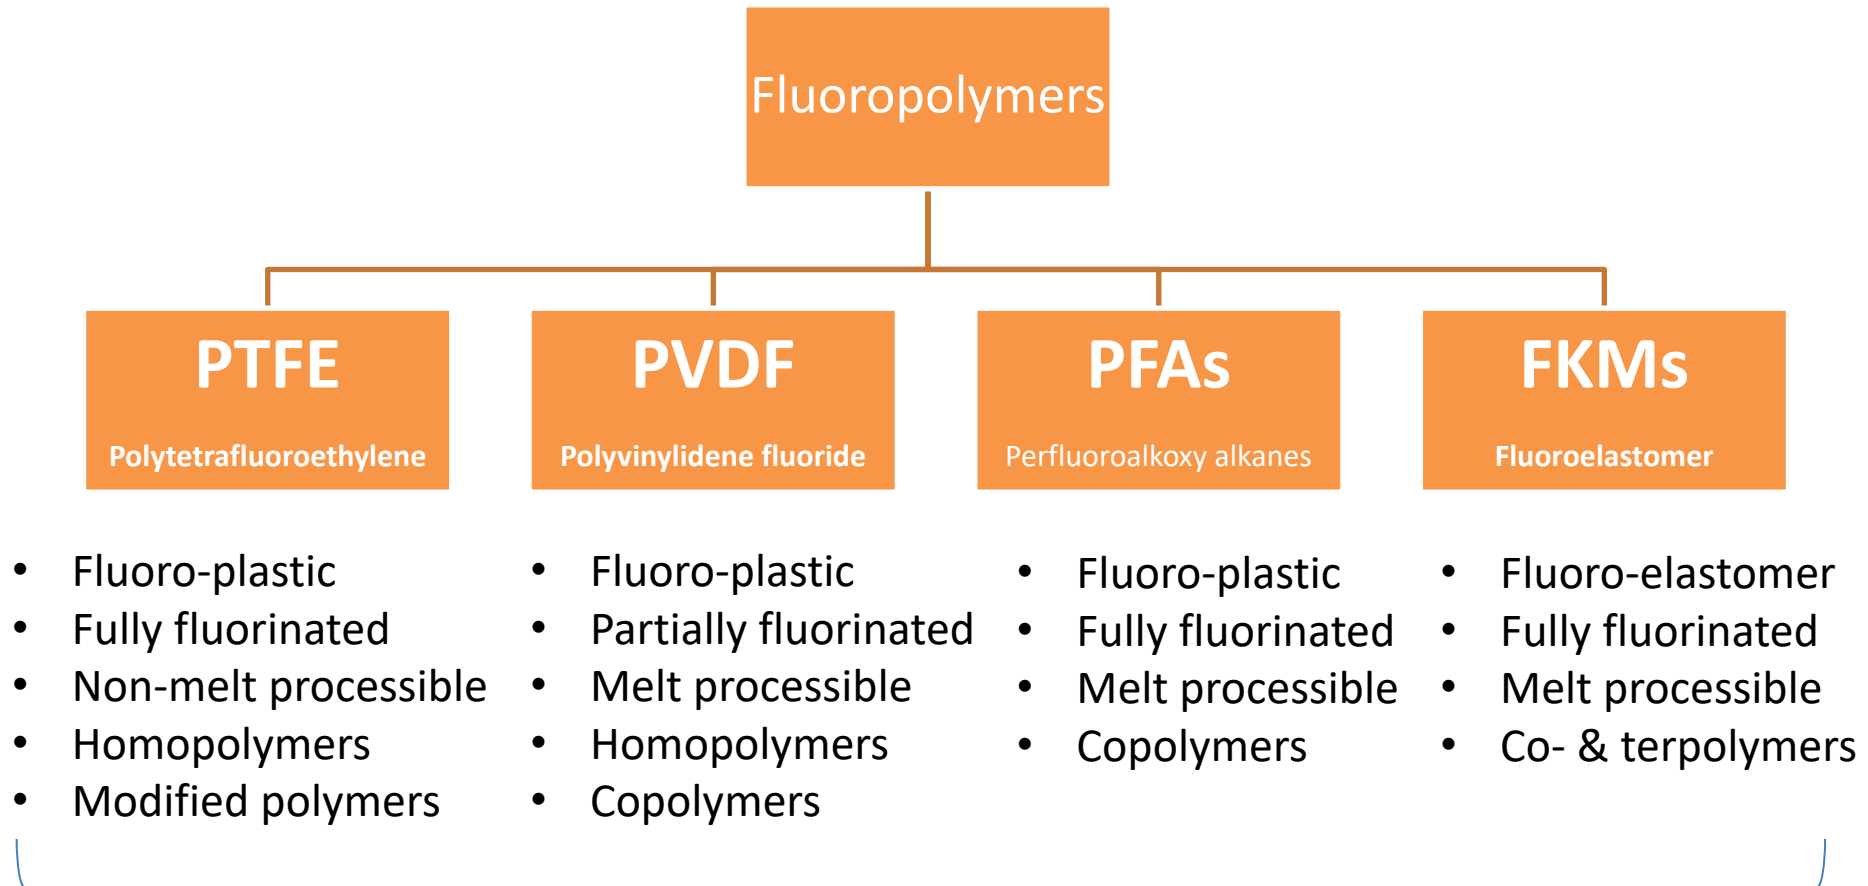 Fluoropolymers
PTFE
Polytetrafluoroethylene
PVDF
Polyvinylidene fluoride
PFAs
Perfluoroalkoxy alkanes
FKMs
Fluoroelastomer
• Fluoro-plastic
• Fully fluorinated
• Non-melt processible
• Homopolymers
• Modified polymers
• Fluoro-plastic
• Partially fluorinated
• Melt processible
• Homopolymers
• Copolymers
• Fluoro-plastic
• Fully fluorinated
• Melt processible
• Copolymers
• Fluoro-elastomer
• Fully fluorinated
• Melt processible
• Co- & terpolymers